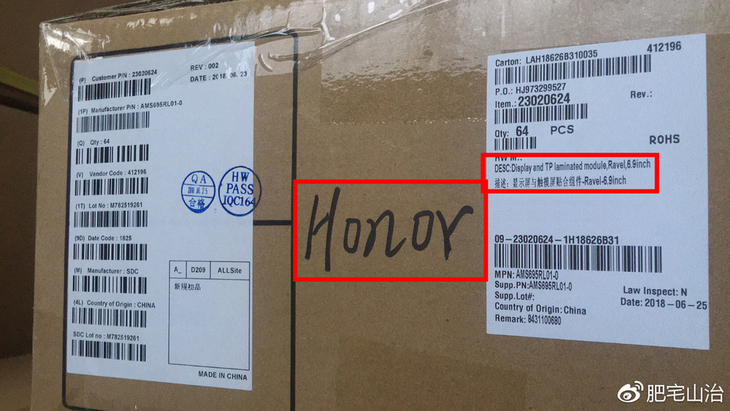 (P) Customer P/N : 23020624
REV : 002
DATE : 2018. 06. 23
(1P) Manufacturer P/N : AMS695RL01-0
(Q) Qty : 64
(V) Vendor Code : 412196
(1T) Lot No : M782519261
(9D) Date Code : 1825
(M) Manufacturer : SDC
(4L) Country of Origin : CHINA
SDC Lot no : M782519261
QA
合格
HW
PASS
IQC164
A_ D209 ALLSite
新规初品
MADE IN CHINA
Honor
Carton: LAH18626B310035
412196
P.O.: HJ973299527
Item.: 23020624
Rev.:
Qty: 64 PCS
ROHS
HW M.:
DESC:Display and TP laminated module,Ravel,6.9inch
描述: 显示屏与触摸屏贴合组件-Ravel-6.9inch
09-23020624-1H18626B31
MPN: AMS695RL01-0
Supp.PN:AMS695RL01-0
Supp.Lot#:
Law Inspect: N
Country of Origin:China
Date: 2018-06-25
Remark: 8431100680
肥宅山治